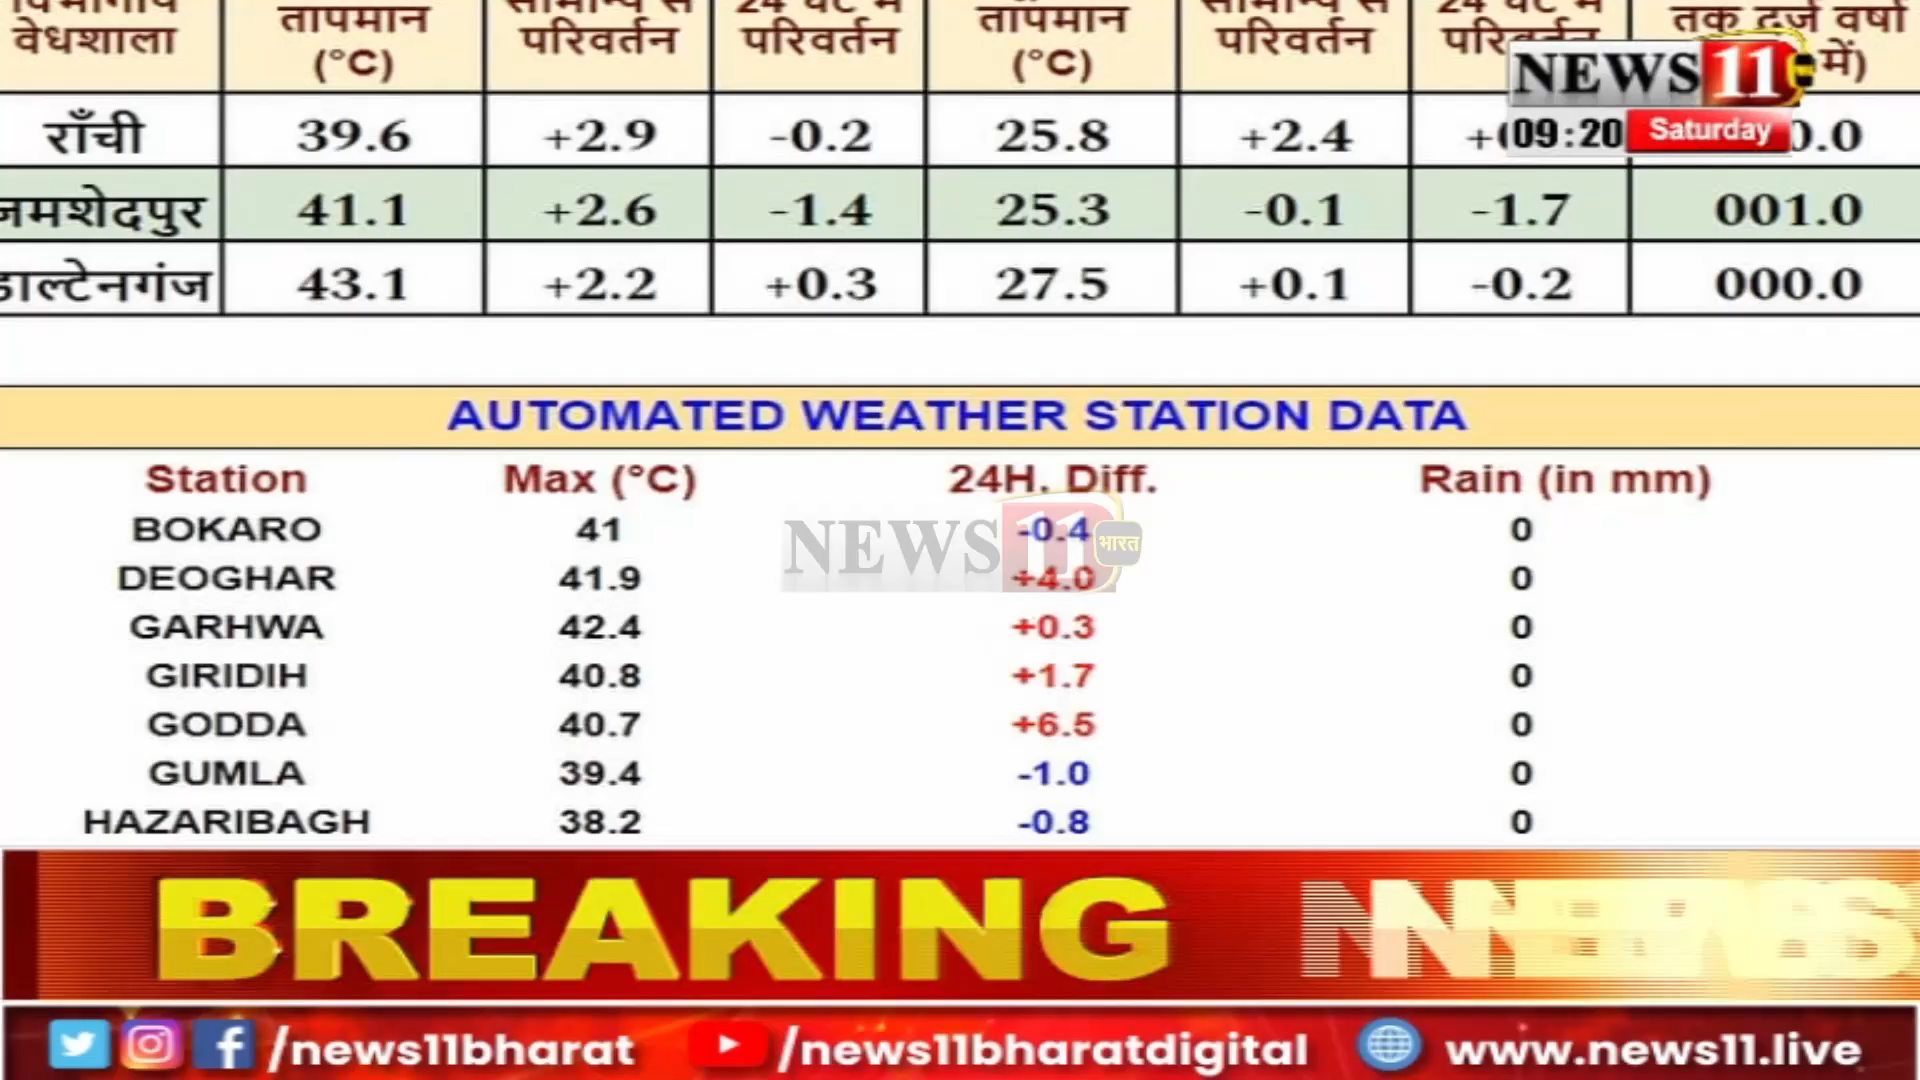 वेधशाला तापमान (°C) परिवर्तन परिवर्तन तापमान (°C) परिवर्तन तक दर्ज वर्षा में)
NEWS 11
09:20 Saturday
राँची 39.6 +2.9 -0.2 25.8 +2.4
जमशेदपुर 41.1 +2.6 -1.4 25.3 -0.1 -1.7 001.0
डाल्टेनगंज 43.1 +2.2 +0.3 27.5 +0.1 -0.2 000.0
AUTOMATED WEATHER STATION DATA
Station Max (°C) 24H. Diff. Rain (in mm)
BOKARO 41 -0.4 0
NEWS 11 भारत
DEOGHAR 41.9 +4.0 0
GARHWA 42.4 +0.3 0
GIRIDIH 40.8 +1.7 0
GODDA 40.7 +6.5 0
GUMLA 39.4 -1.0 0
HAZARIBAGH 38.2 -0.8 0
BREAKING NEWS
/news11bharat /news11bharatdigital www.news11.live